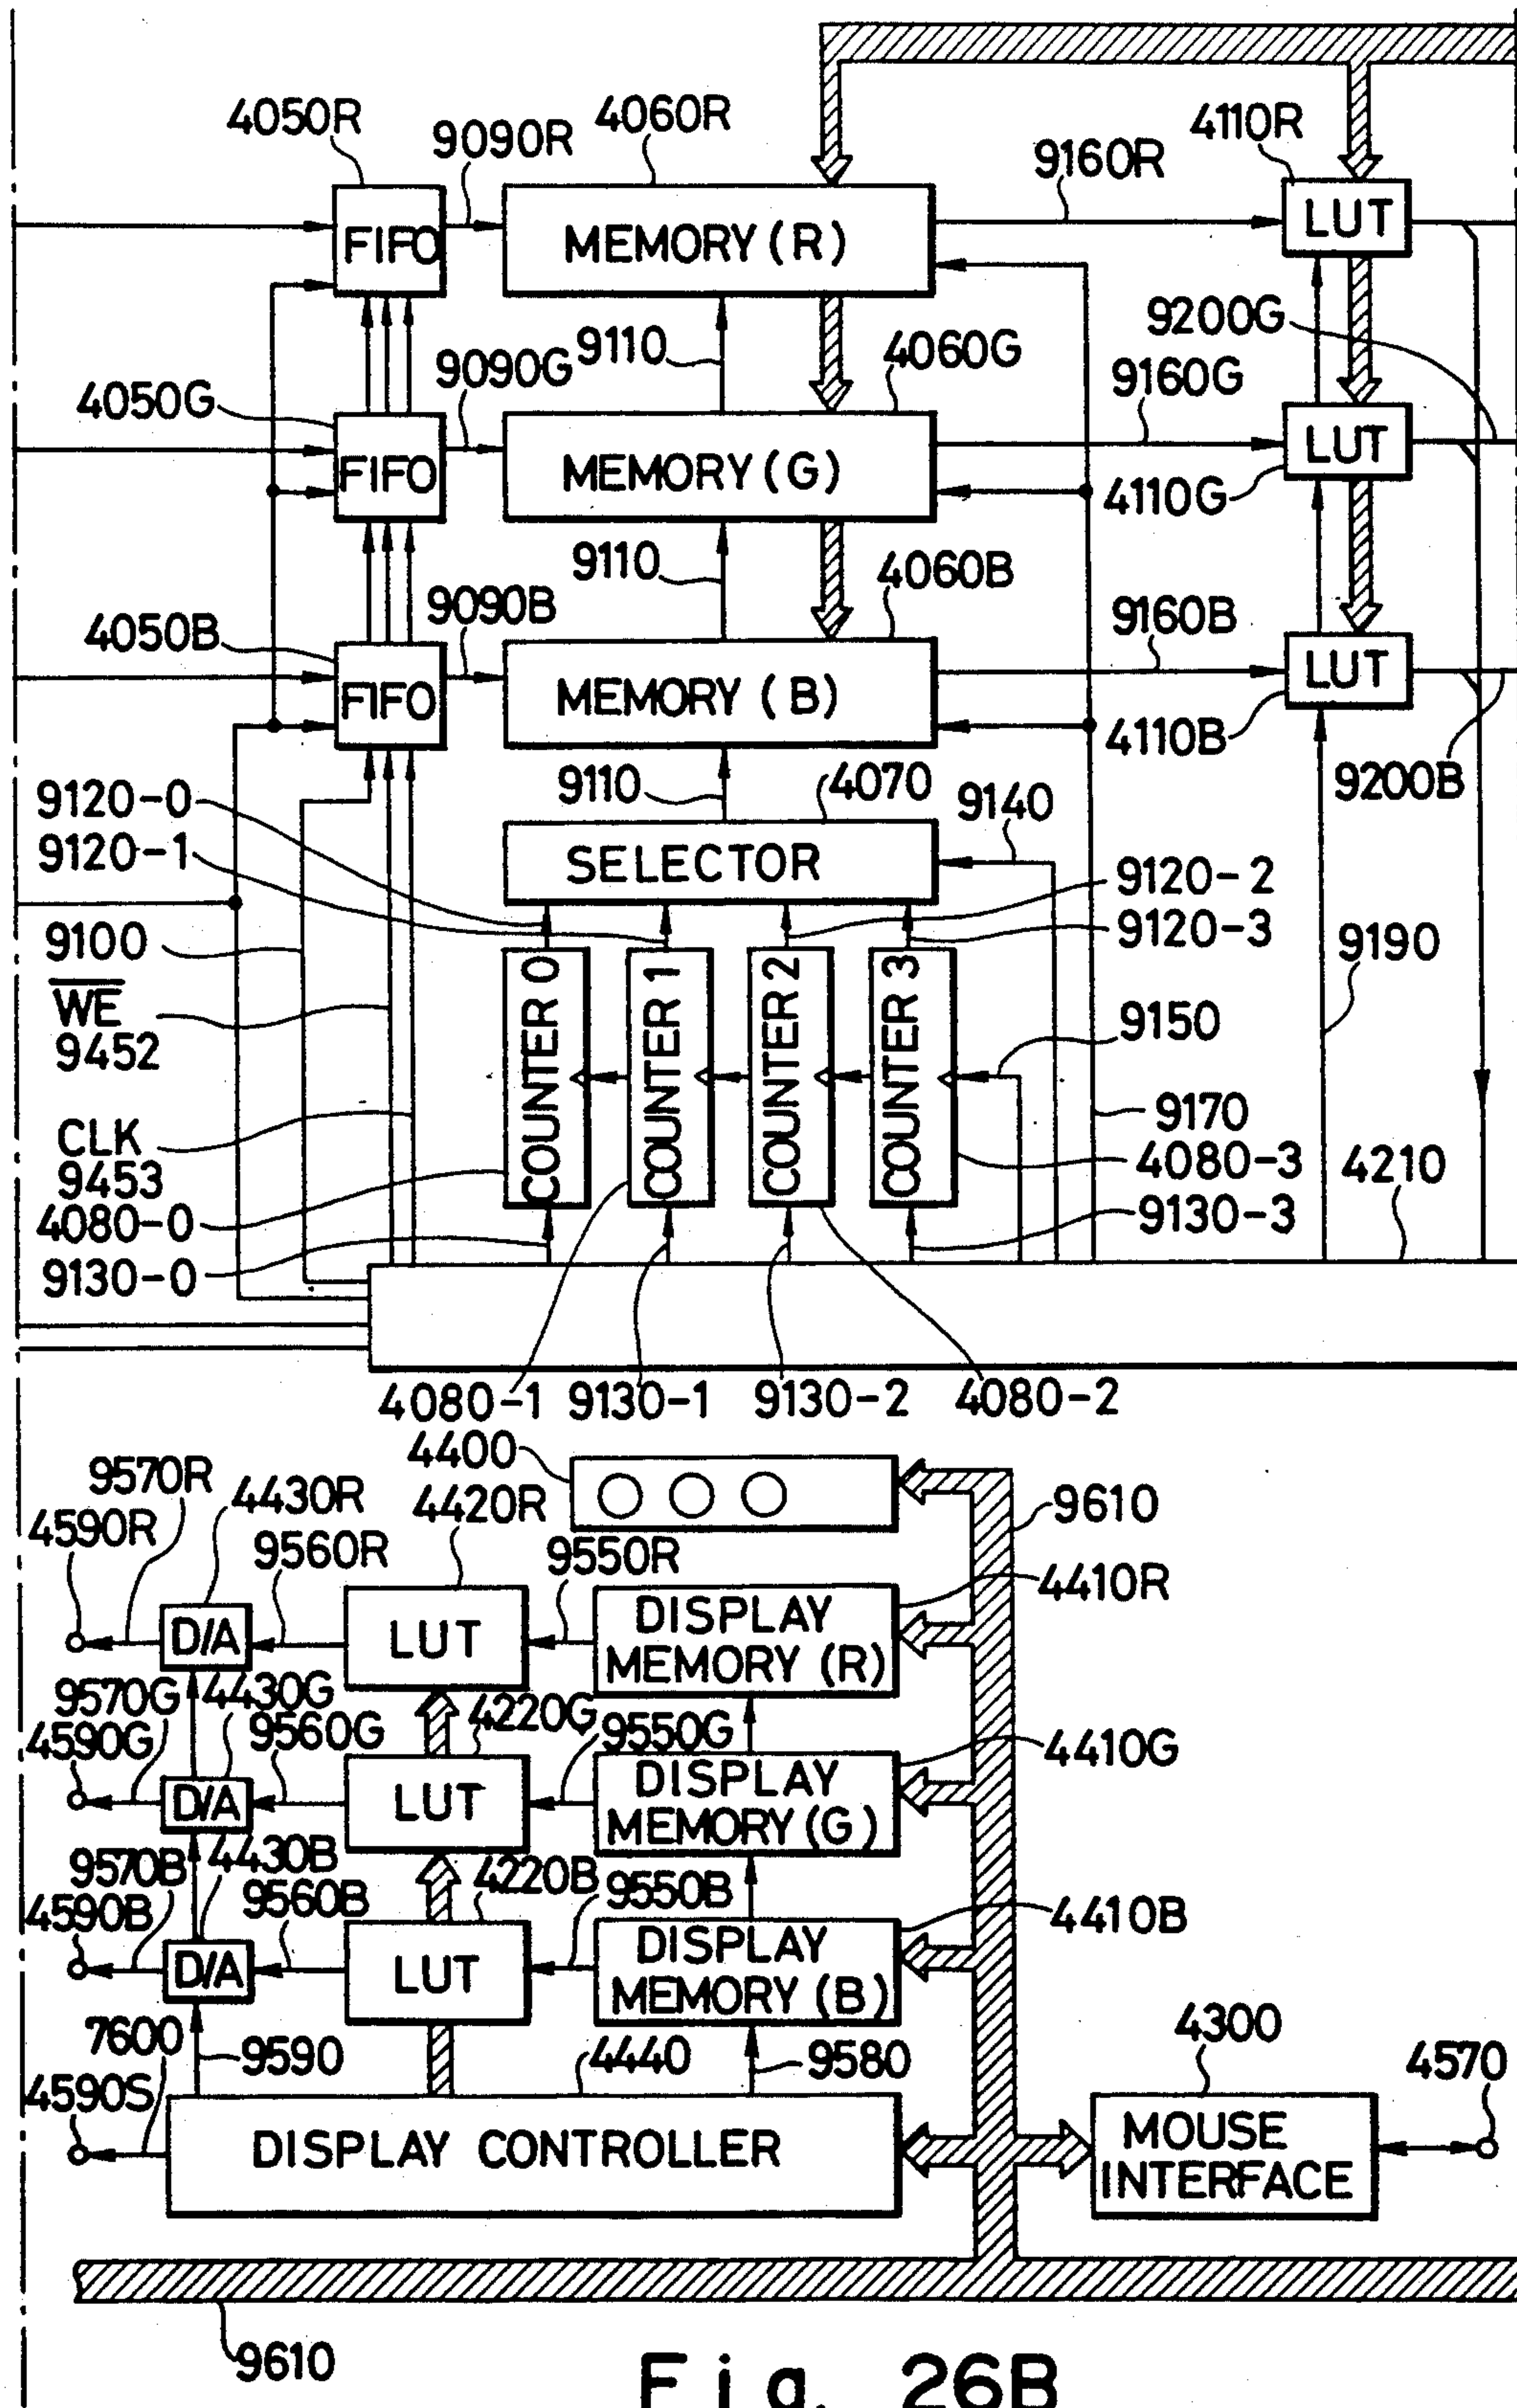 4050R
9090R
4060R
9160R
4110R
FIFO
MEMORY (R)
LUT
4050G
9090G
9110
4060G
9160G
9200G
FIFO
MEMORY (G)
LUT
4110G
4050B
9090B
9110
4060B
9160B
FIFO
MEMORY (B)
LUT
4110B
9200B
9120-0
9120-1
9110
4070
9140
SELECTOR
9120-2
9120-3
9100
WE
9452
CLK
9453
COUNTER 0
COUNTER 1
COUNTER 2
COUNTER 3
9190
9150
9170
4080-3
9130-3
4210
4080-0
9130-0
4080-1
9130-1
9130-2
4080-2
4400
9570R
4430R
4420R
9610
4590R
9560R
9550R
4410R
D/A
LUT
DISPLAY
MEMORY (R)
9570G
4430G
4220G
9550G
4590G
9560G
4410G
D/A
LUT
DISPLAY
MEMORY (G)
9570B
4430B
4220B
9550B
4590B
9560B
4410B
D/A
LUT
DISPLAY
MEMORY (B)
7600
9590
4440
9580
4300
4570
4590S
DISPLAY CONTROLLER
MOUSE
INTERFACE
9610
Fig. 26B